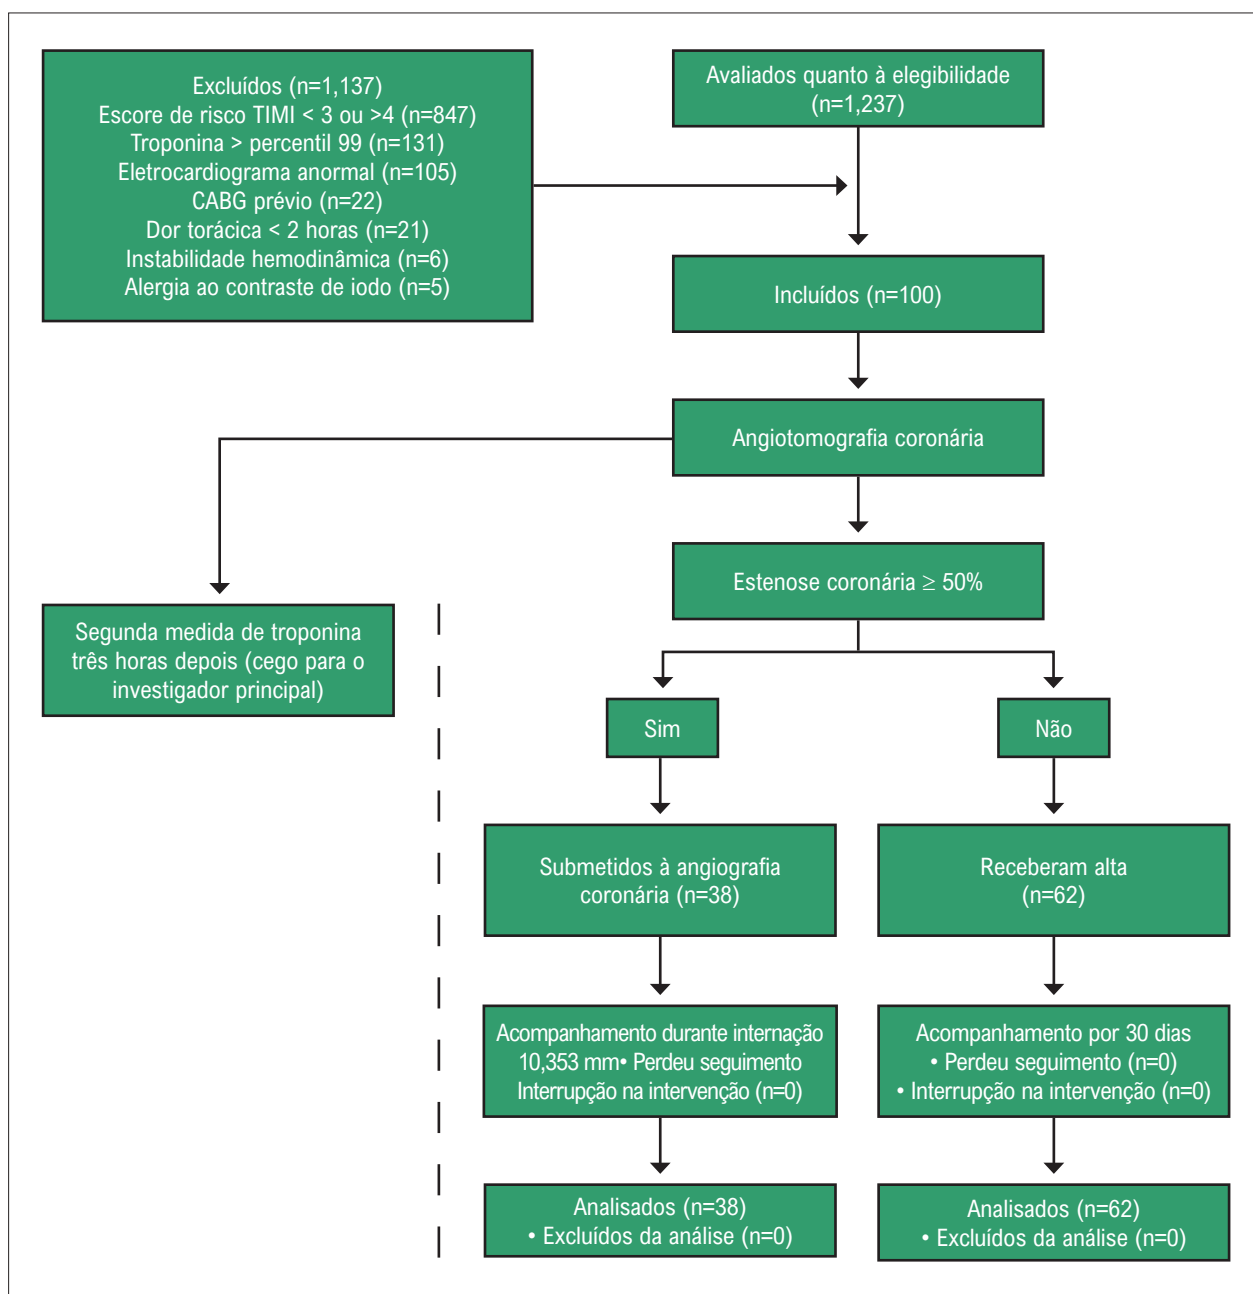 Excluídos (n=1,137)
Escore de risco TIMI < 3 ou >4 (n=847)
Troponina > percentil 99 (n=131)
Eletrocardiograma anormal (n=105)
CABG prévio (n=22)
Dor torácica < 2 horas (n=21)
Instabilidade hemodinâmica (n=6)
Alergia ao contraste de iodo (n=5)
Avaliados quanto à elegibilidade
(n=1,237)
Incluídos (n=100)
Angiotomografia coronária
Estenose coronária ≥ 50%
Segunda medida de troponina
três horas depois (cego para o
investigador principal)
Sim
Não
Submetidos à angiografia
coronária (n=38)
Receberam alta
(n=62)
Acompanhamento durante internação
10,353 mm• Perdeu seguimento
Interrupção na intervenção (n=0)
Acompanhamento por 30 dias
• Perdeu seguimento (n=0)
• Interrupção na intervenção (n=0)
Analisados (n=38)
• Excluídos da análise (n=0)
Analisados (n=62)
• Excluídos da análise (n=0)